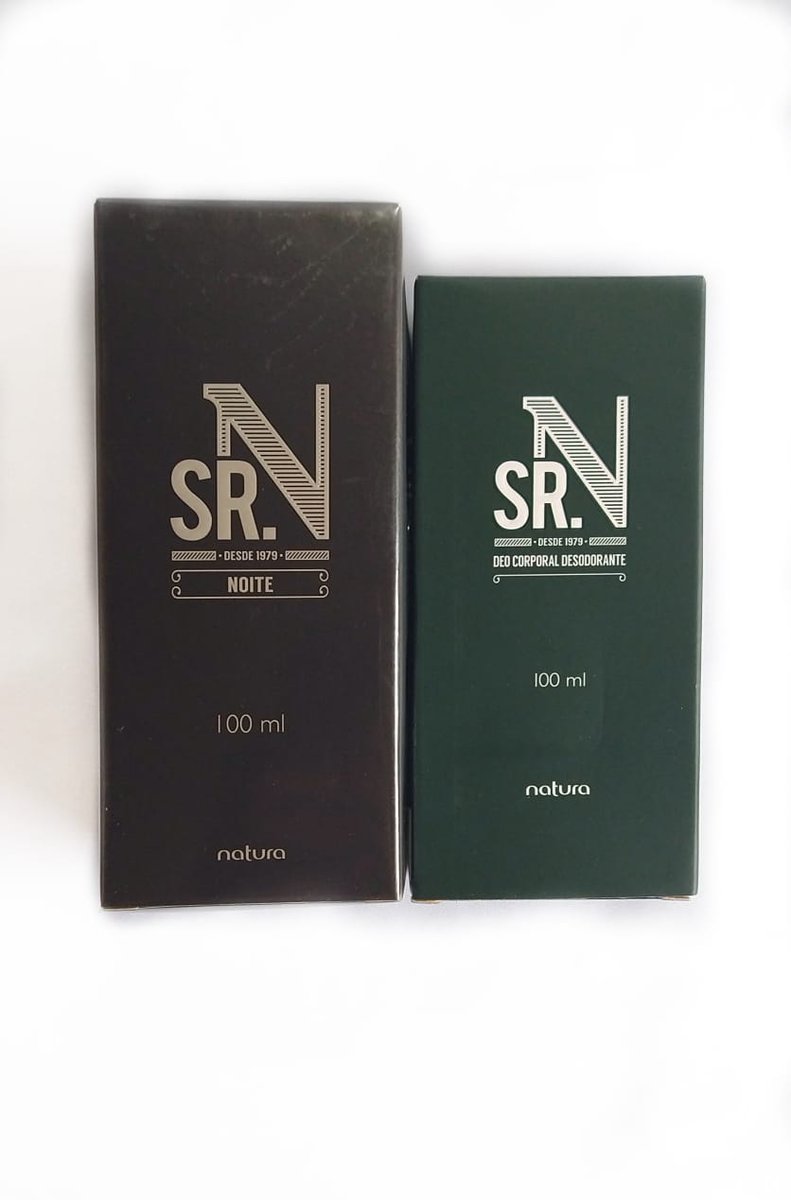 SR. N
• DESDE 1979 •
NOITE
100 ml
natura
SR. N
• DESDE 1979 •
DEO CORPORAL DESODORANTE
100 ml
natura